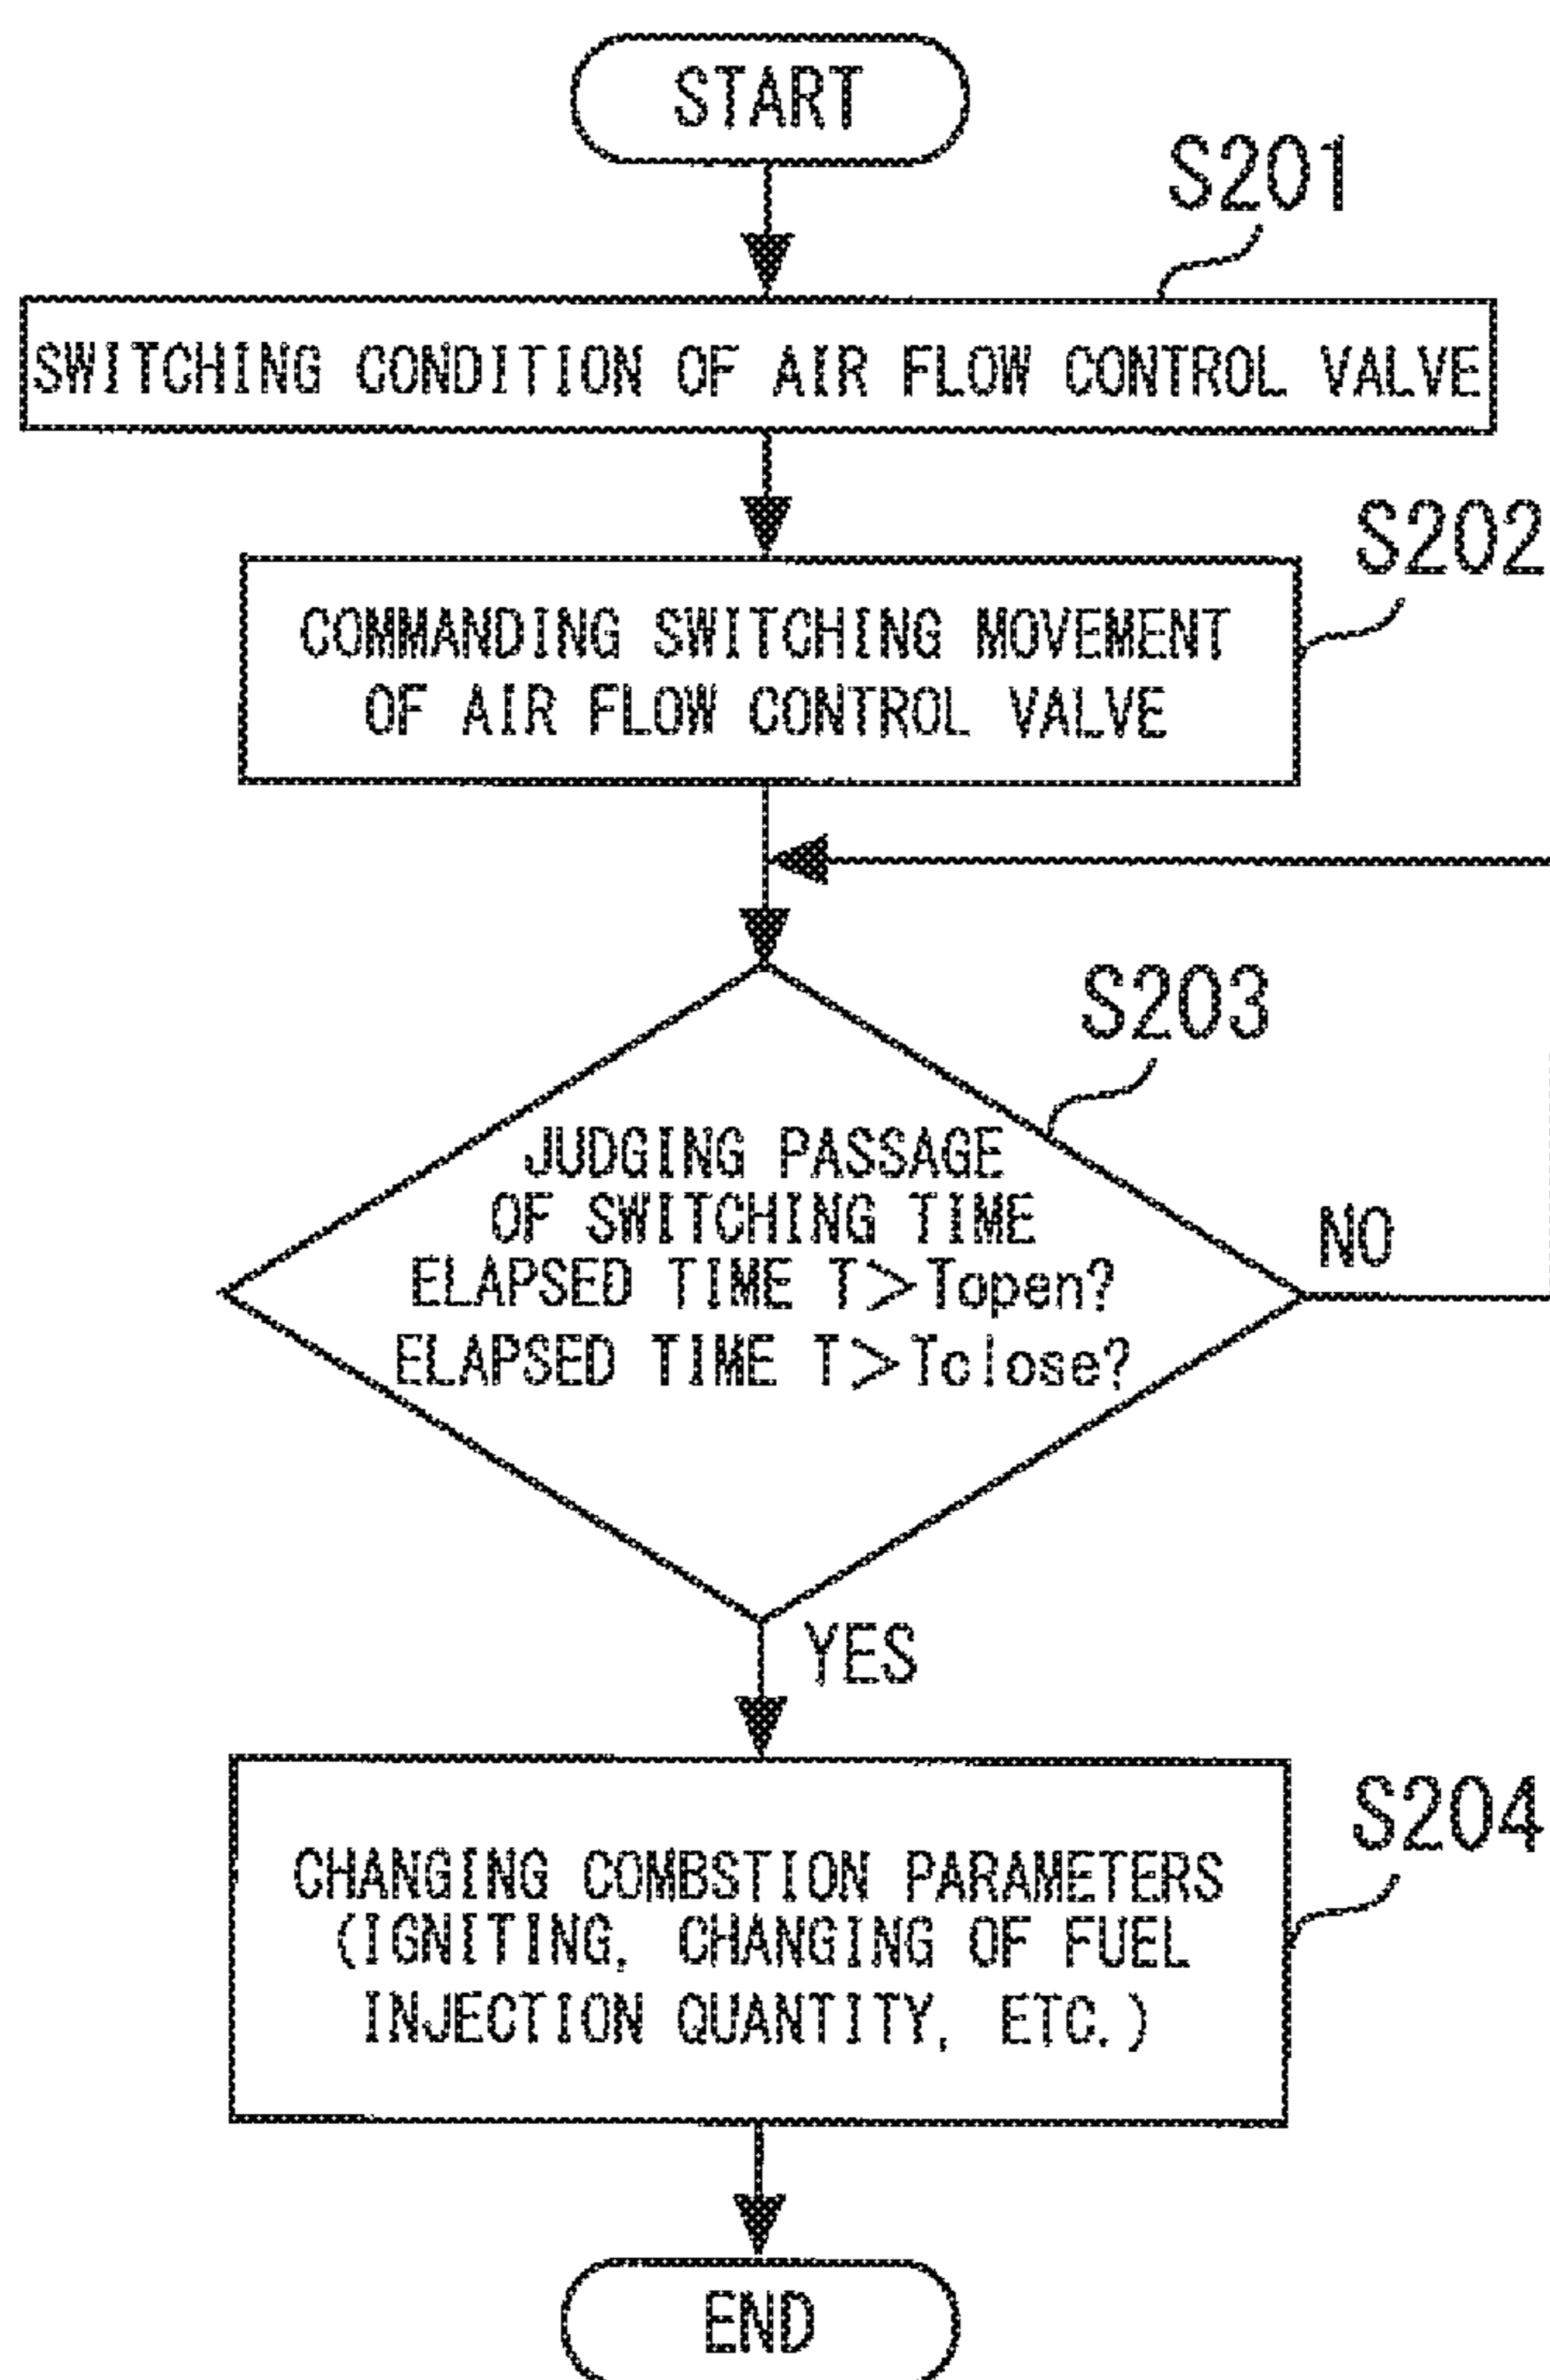 START
S201
SWITCHING CONDITION OF AIR FLOW CONTROL VALVE
S202
COMMANDING SWITCHING MOVEMENT
OF AIR FLOW CONTROL VALVE
S203
JUDGING PASSAGE
OF SWITCHING TIME
ELAPSED TIME T>Topen?
ELAPSED TIME T>Tclose?
NO
YES
S204
CHANGING COMBSTION PARAMETERS
(IGNITING, CHANGING OF FUEL
INJECTION QUANTITY, ETC.)
END